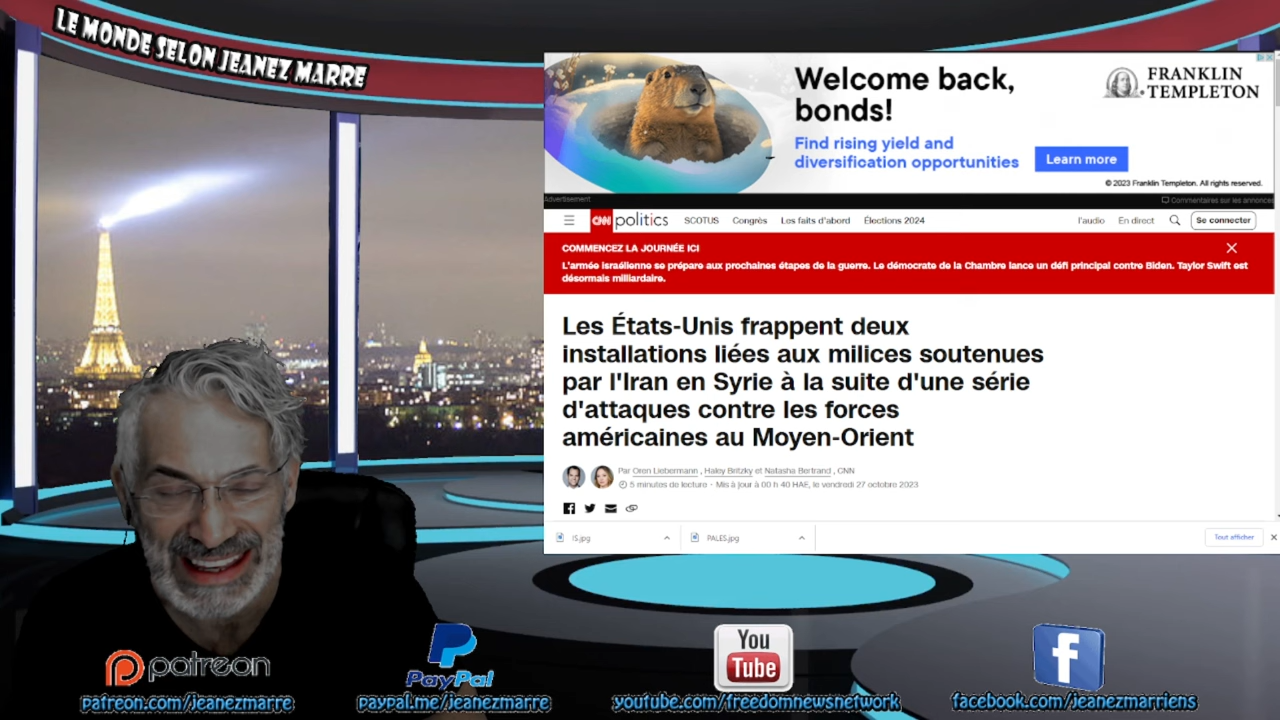 LE MONDE SELON JEANEZ MARRE
Welcome back,
bonds!
Find rising yield and
diversification opportunities
Learn more
FRANKLIN
TEMPLETON
© 2023 Franklin Templeton. All rights reserved.
Advertisement
Commentaires sur les annonces
CNN politics SCOTUS Congrès Les faits d'abord Élections 2024 l'audio En direct Se connecter
COMMENCEZ LA JOURNÉE ICI
L'armée israélienne se prépare aux prochaines étapes de la guerre. Le démocrate de la Chambre lance un défi principal contre Biden. Taylor Swift est
désormais milliardaire.
Les États-Unis frappent deux
installations liées aux milices soutenues
par l'Iran en Syrie à la suite d'une série
d'attaques contre les forces
américaines au Moyen-Orient
Par Oren Liebermann , Haley Britzky et Natasha Bertrand , CNN
5 minutes de lecture · Mis à jour à 00 h 40 HAE, le vendredi 27 octobre 2023
IS.jpg
PALES.jpg
Tout afficher
patreon
PayPal
You
Tube
f
patreon.com/jeanezmarre
paypal.me/jeanezmarre
youtube.com/freedomnewsnetwork
facebook.com/jeanezmarriens